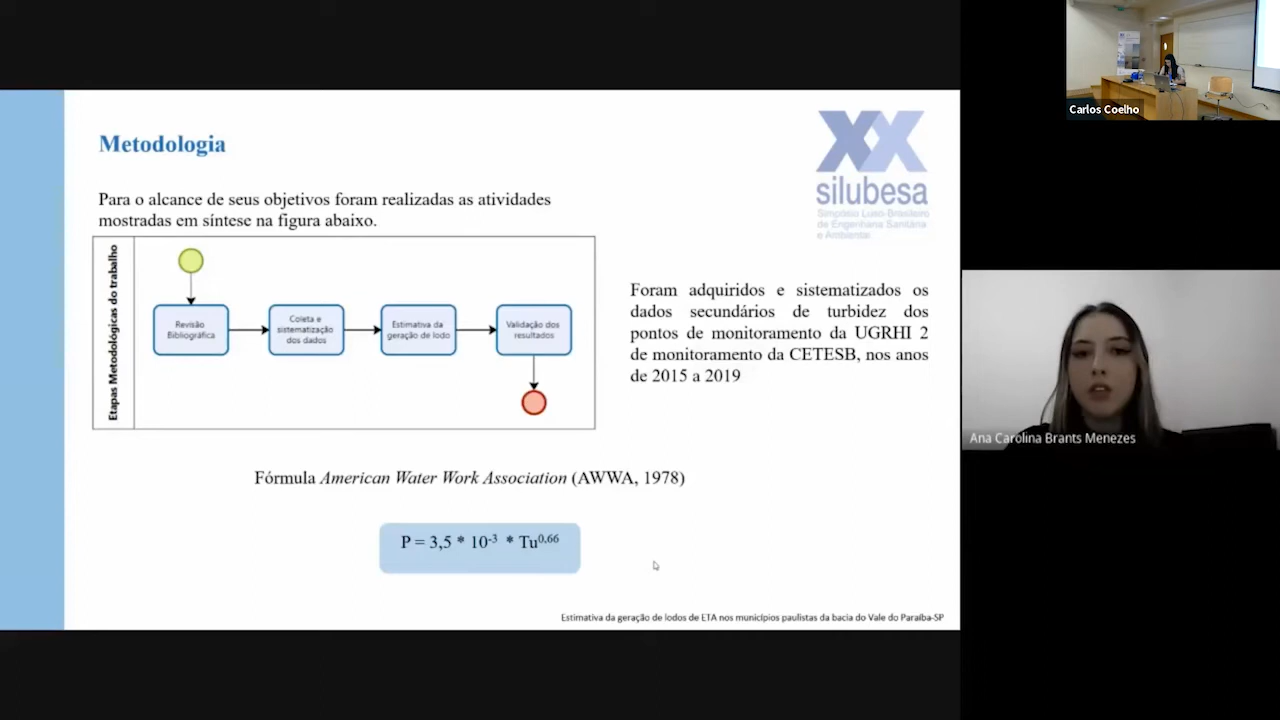 Metodologia
Para o alcance de seus objetivos foram realizadas as atividades
mostradas em síntese na figura abaixo.
Etapas Metodológicas do trabalho
Revisão
Bibliográfica
Coleta e
sistematização
dos dados
Estimativa da
geração de lodo
Validação dos
resultados
XX
silubesa
Simpósio Luso-Brasileiro
de Engenharia Sanitária
e Ambiental
Foram adquiridos e sistematizados os
dados secundários de turbidez dos
pontos de monitoramento da UGRHI 2
de monitoramento da CETESB, nos anos
de 2015 a 2019
Fórmula American Water Work Association (AWWA, 1978)
P = 3,5 * 10⁻³ * Tu⁰,⁶⁶
Estimativa da geração de lodos de ETA nos municípios paulistas da bacia do Vale do Paraíba-SP
Carlos Coelho
Ana Carolina Brants Menezes